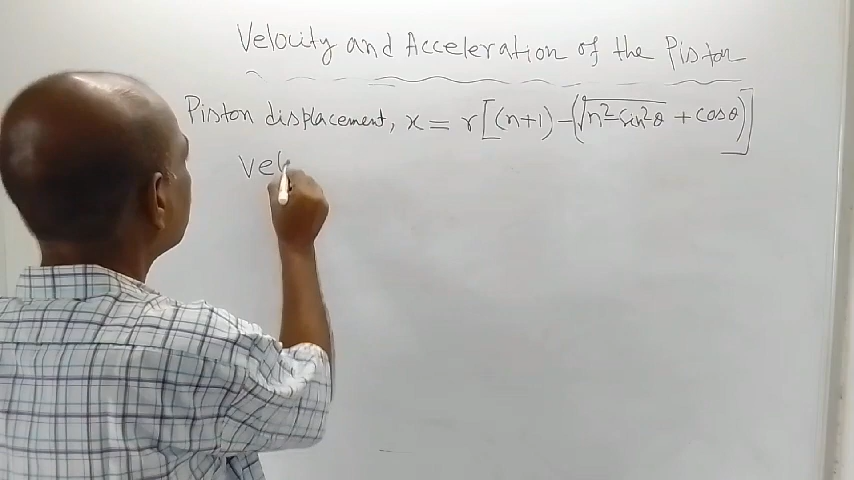 Velocity and Acceleration of the Piston
Piston displacement, x = r[(n+1) - (√n²-sin²θ + cosθ)]
Vel